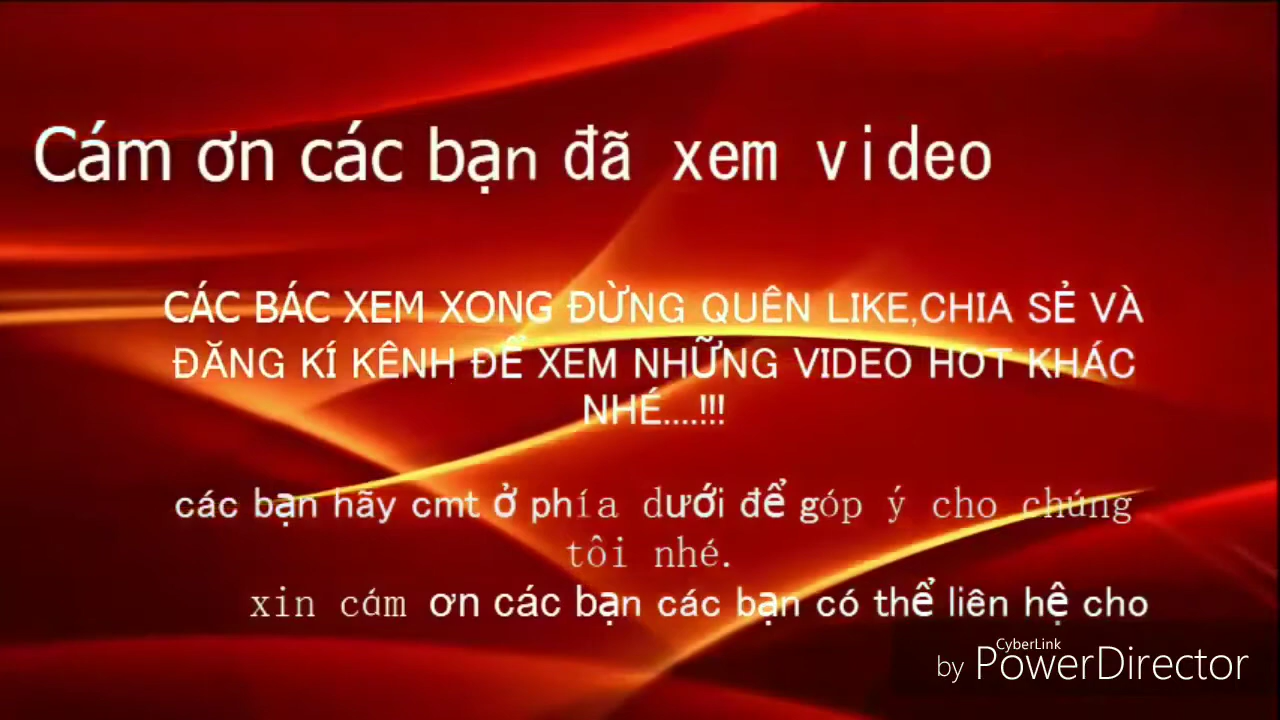 Cám ơn các bạn đã xem video
CÁC BÁC XEM XONG ĐỪNG QUÊN LIKE,CHIA SẺ VÀ
ĐĂNG KÍ KÊNH ĐỂ XEM NHỮNG VIDEO HOT KHÁC
NHÉ....!!!
các bạn hãy cmt ở phía dưới để góp ý cho chúng
tôi nhé.
xin cám ơn các bạn các bạn có thể liên hệ cho
CyberLink
by PowerDirector